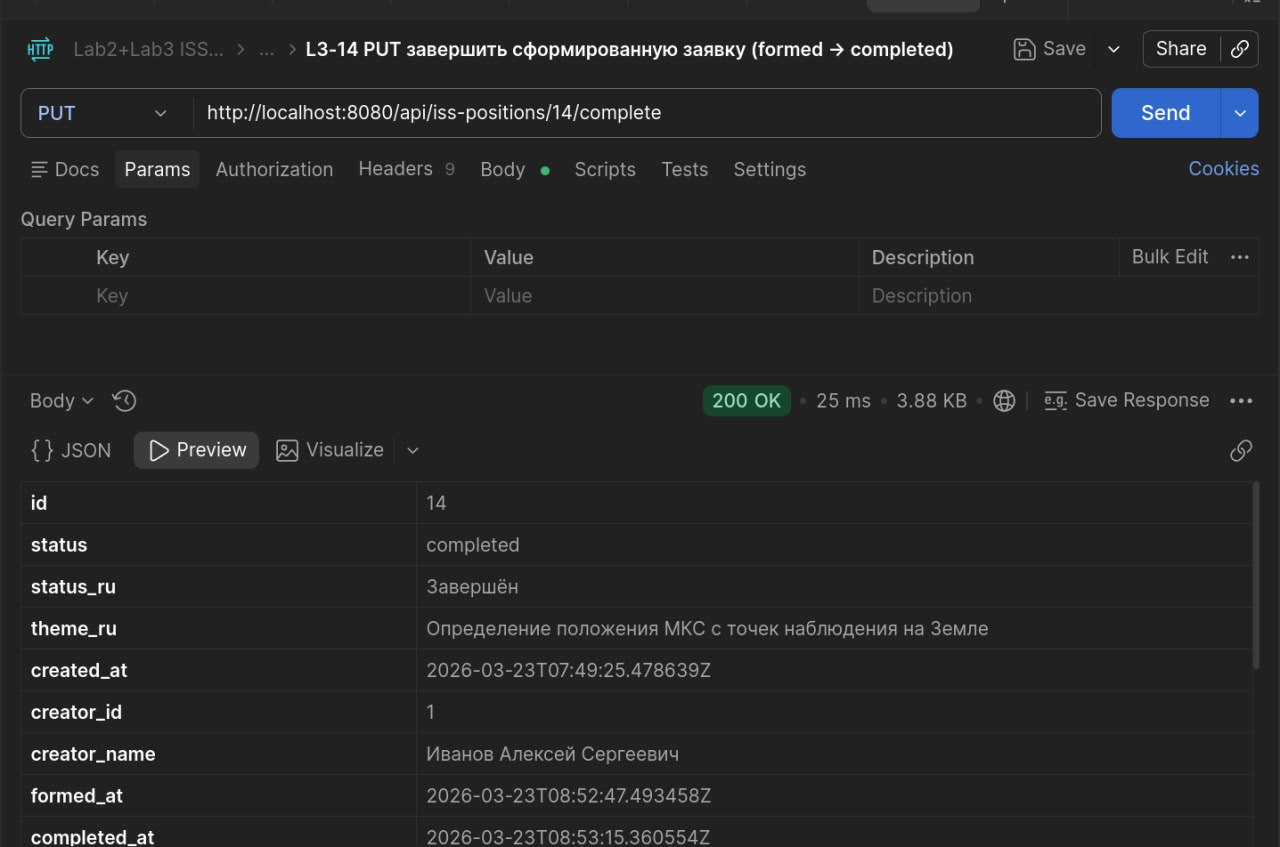 HTTP Lab2+Lab3 ISS... > ... > L3-14 PUT завершить сформированную заявку (formed → completed) Save Share
PUT http://localhost:8080/api/iss-positions/14/complete Send
Docs Params Authorization Headers 9 Body Scripts Tests Settings Cookies
Query Params
Key Value Description Bulk Edit ...
Key Value Description
Body 200 OK • 25 ms • 3.88 KB • e.g. Save Response ...
{ } JSON Preview Visualize
id 14
status completed
status_ru Завершён
theme_ru Определение положения МКС с точек наблюдения на Земле
created_at 2026-03-23T07:49:25.478639Z
creator_id 1
creator_name Иванов Алексей Сергеевич
formed_at 2026-03-23T08:52:47.493458Z
completed_at 2026-03-23T08:53:15.360554Z